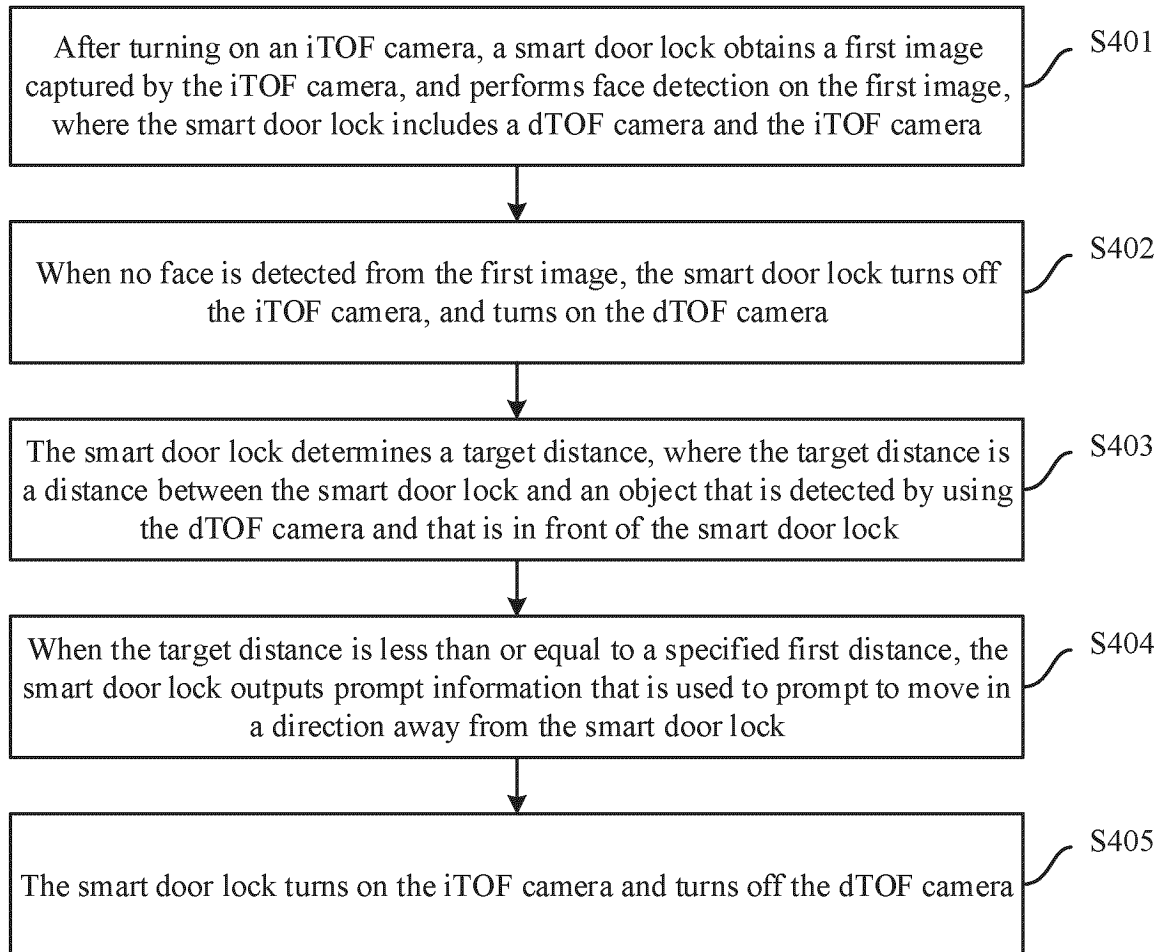 After turning on an iTOF camera, a smart door lock obtains a first image
captured by the iTOF camera, and performs face detection on the first image,
where the smart door lock includes a dTOF camera and the iTOF camera
S401
When no face is detected from the first image, the smart door lock turns off
the iTOF camera, and turns on the dTOF camera
S402
The smart door lock determines a target distance, where the target distance is
a distance between the smart door lock and an object that is detected by using
the dTOF camera and that is in front of the smart door lock
S403
When the target distance is less than or equal to a specified first distance, the
smart door lock outputs prompt information that is used to prompt to move in
a direction away from the smart door lock
S404
The smart door lock turns on the iTOF camera and turns off the dTOF camera
S405